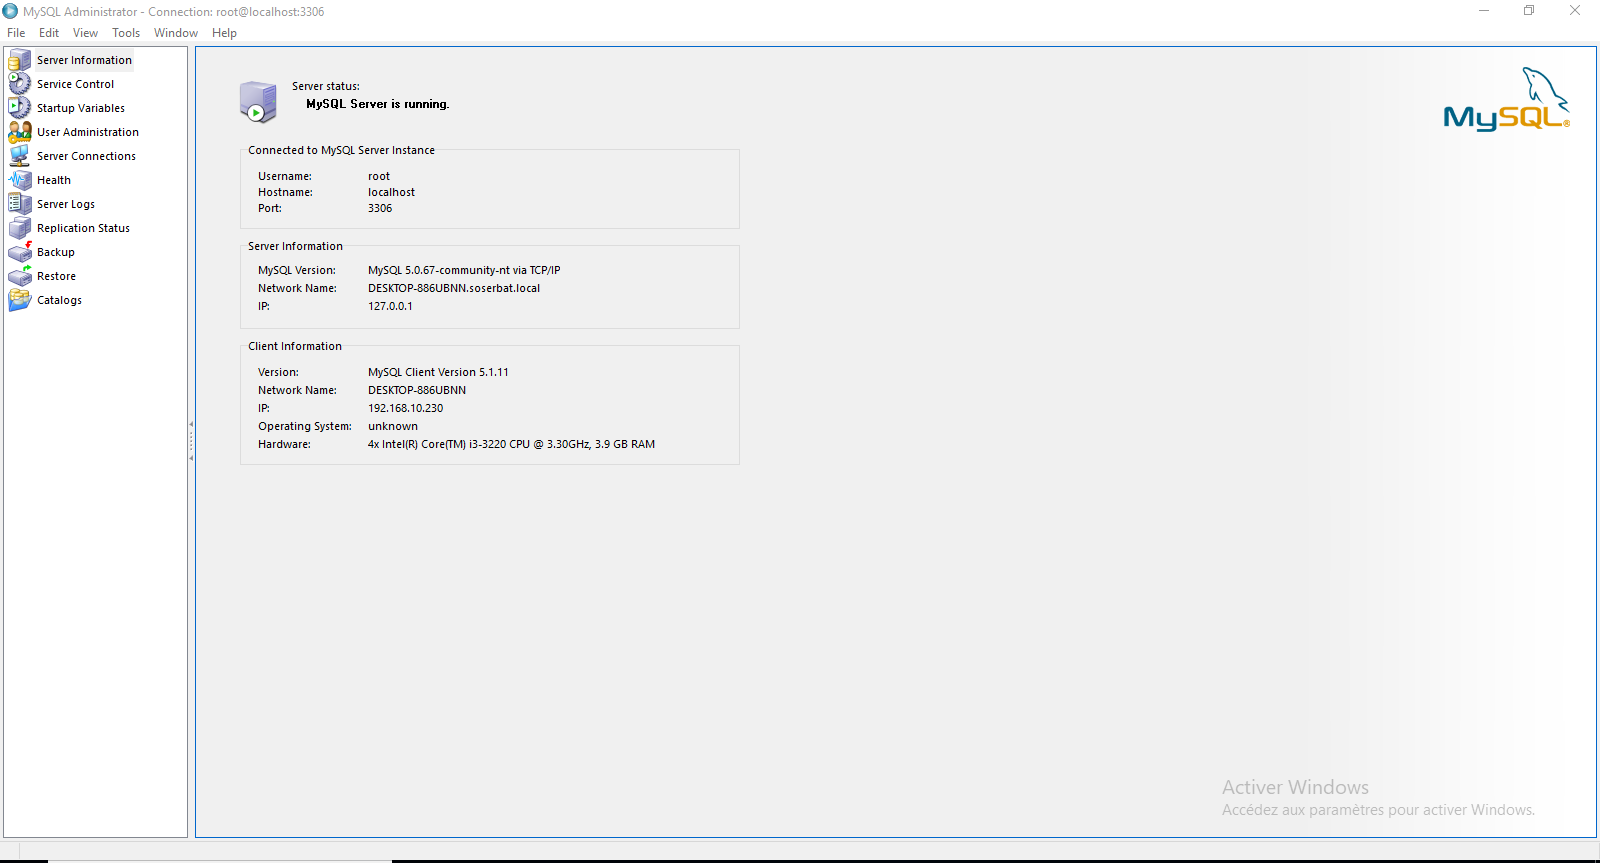 MySQL Administrator - Connection: root@localhost:3306
File Edit View Tools Window Help
Server Information
Service Control
Startup Variables
User Administration
Server Connections
Health
Server Logs
Replication Status
Backup
Restore
Catalogs
Server status:
MySQL Server is running.
MySQL®
Connected to MySQL Server Instance
Username: root
Hostname: localhost
Port: 3306
Server Information
MySQL Version: MySQL 5.0.67-community-nt via TCP/IP
Network Name: DESKTOP-886UBNN.soserbat.local
IP: 127.0.0.1
Client Information
Version: MySQL Client Version 5.1.11
Network Name: DESKTOP-886UBNN
IP: 192.168.10.230
Operating System: unknown
Hardware: 4x Intel(R) Core(TM) i3-3220 CPU @ 3.30GHz, 3.9 GB RAM
Activer Windows
Accédez aux paramètres pour activer Windows.